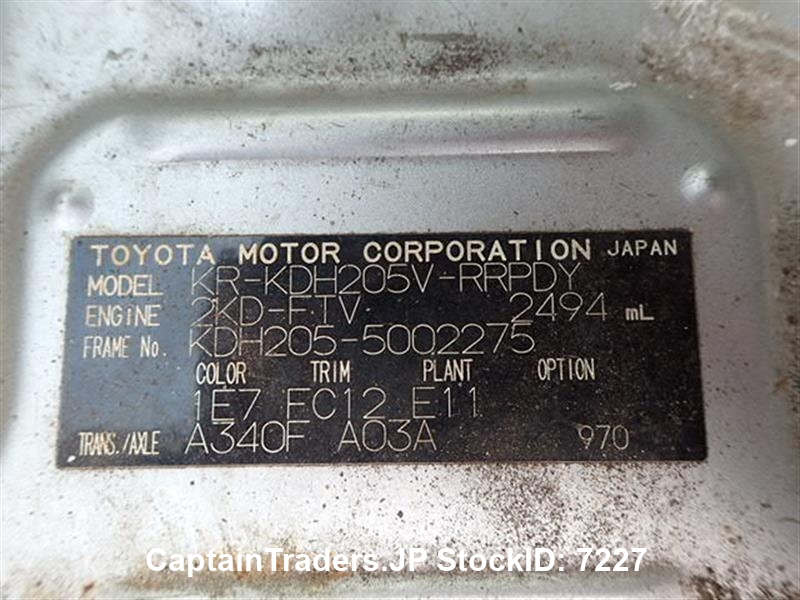 TOYOTA MOTOR CORPORATION JAPAN
MODEL KR-KDH205V-RRPDY
ENGINE 2KD-FTV 2494 mL
FRAME No. KDH205-5002275
COLOR TRIM PLANT OPTION
1E7 FC12 E11
TRANS./AXLE A340F A03A 970
CaptainTraders.JP StockID: 7227